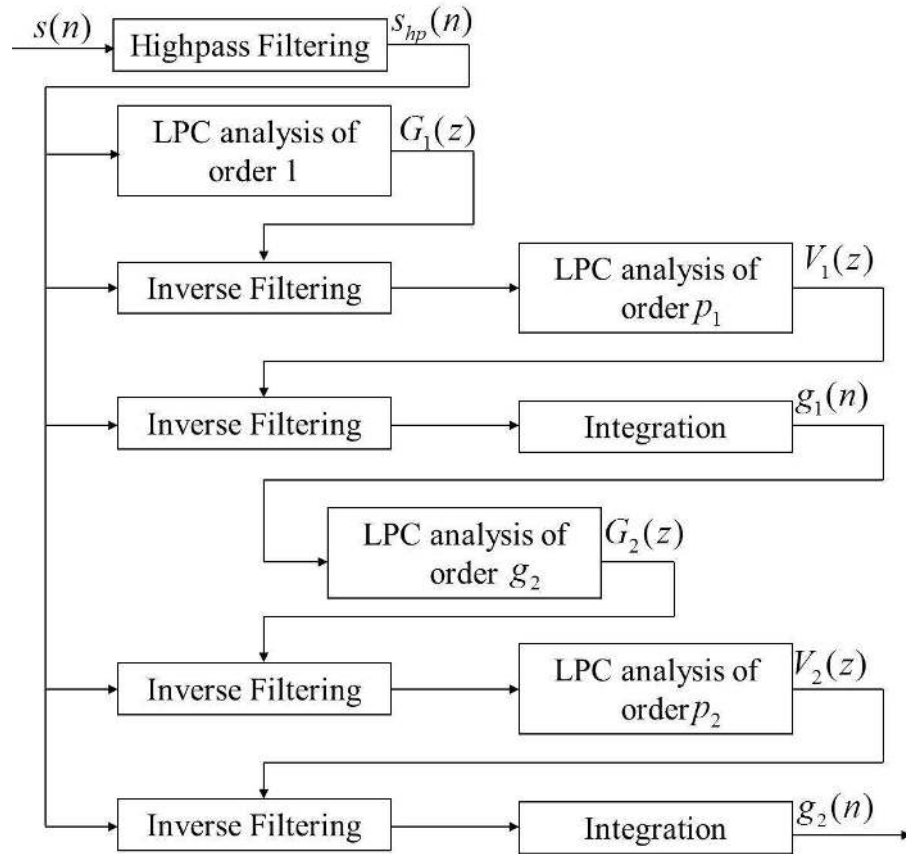 s(n)
Highpass Filtering
s_{hp}(n)
LPC analysis of
order 1
G_1(z)
Inverse Filtering
LPC analysis of
order p_1
V_1(z)
Inverse Filtering
Integration
g_1(n)
LPC analysis of
order g_2
G_2(z)
Inverse Filtering
LPC analysis of
order p_2
V_2(z)
Inverse Filtering
Integration
g_2(n)